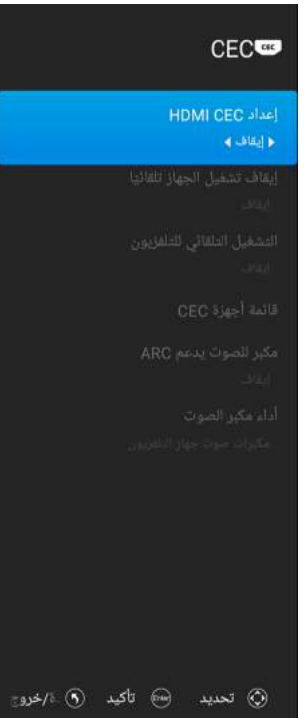 CEC CEC
إعداد HDMI CEC
إيقاف
إيقاف تشغيل الجهاز تلقائيا
إيقاف
التشغيل التلقائي للتلفزيون
إيقاف
قائمة أجهزة CEC
مكبر للصوت يدعم ARC
إيقاف
أداء مكبر الصوت
مكبرات صوت جهاز التلفزيون
تحديد Enter تأكيد ة/خروج